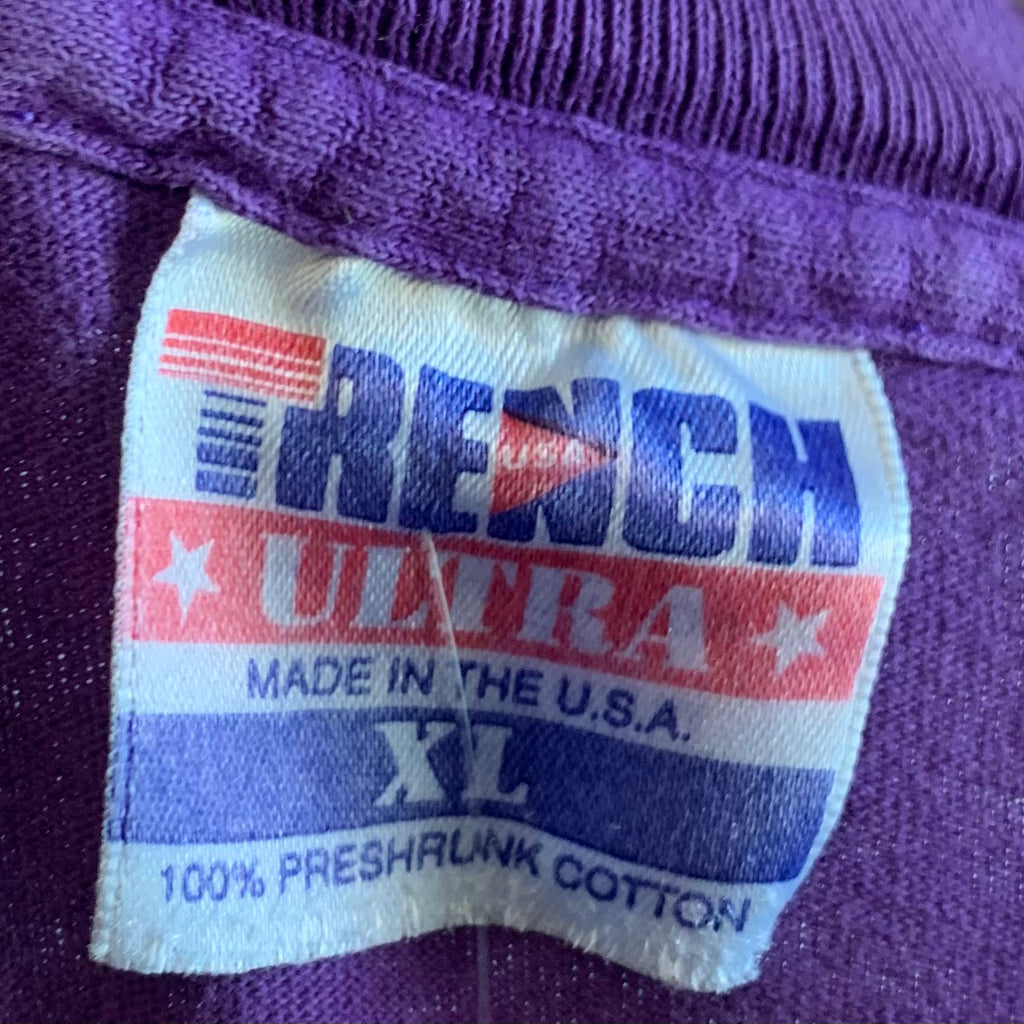 TRENCH
USA
ULTRA
MADE IN THE U.S.A.
XL
100% PRESHRUNK COTTON